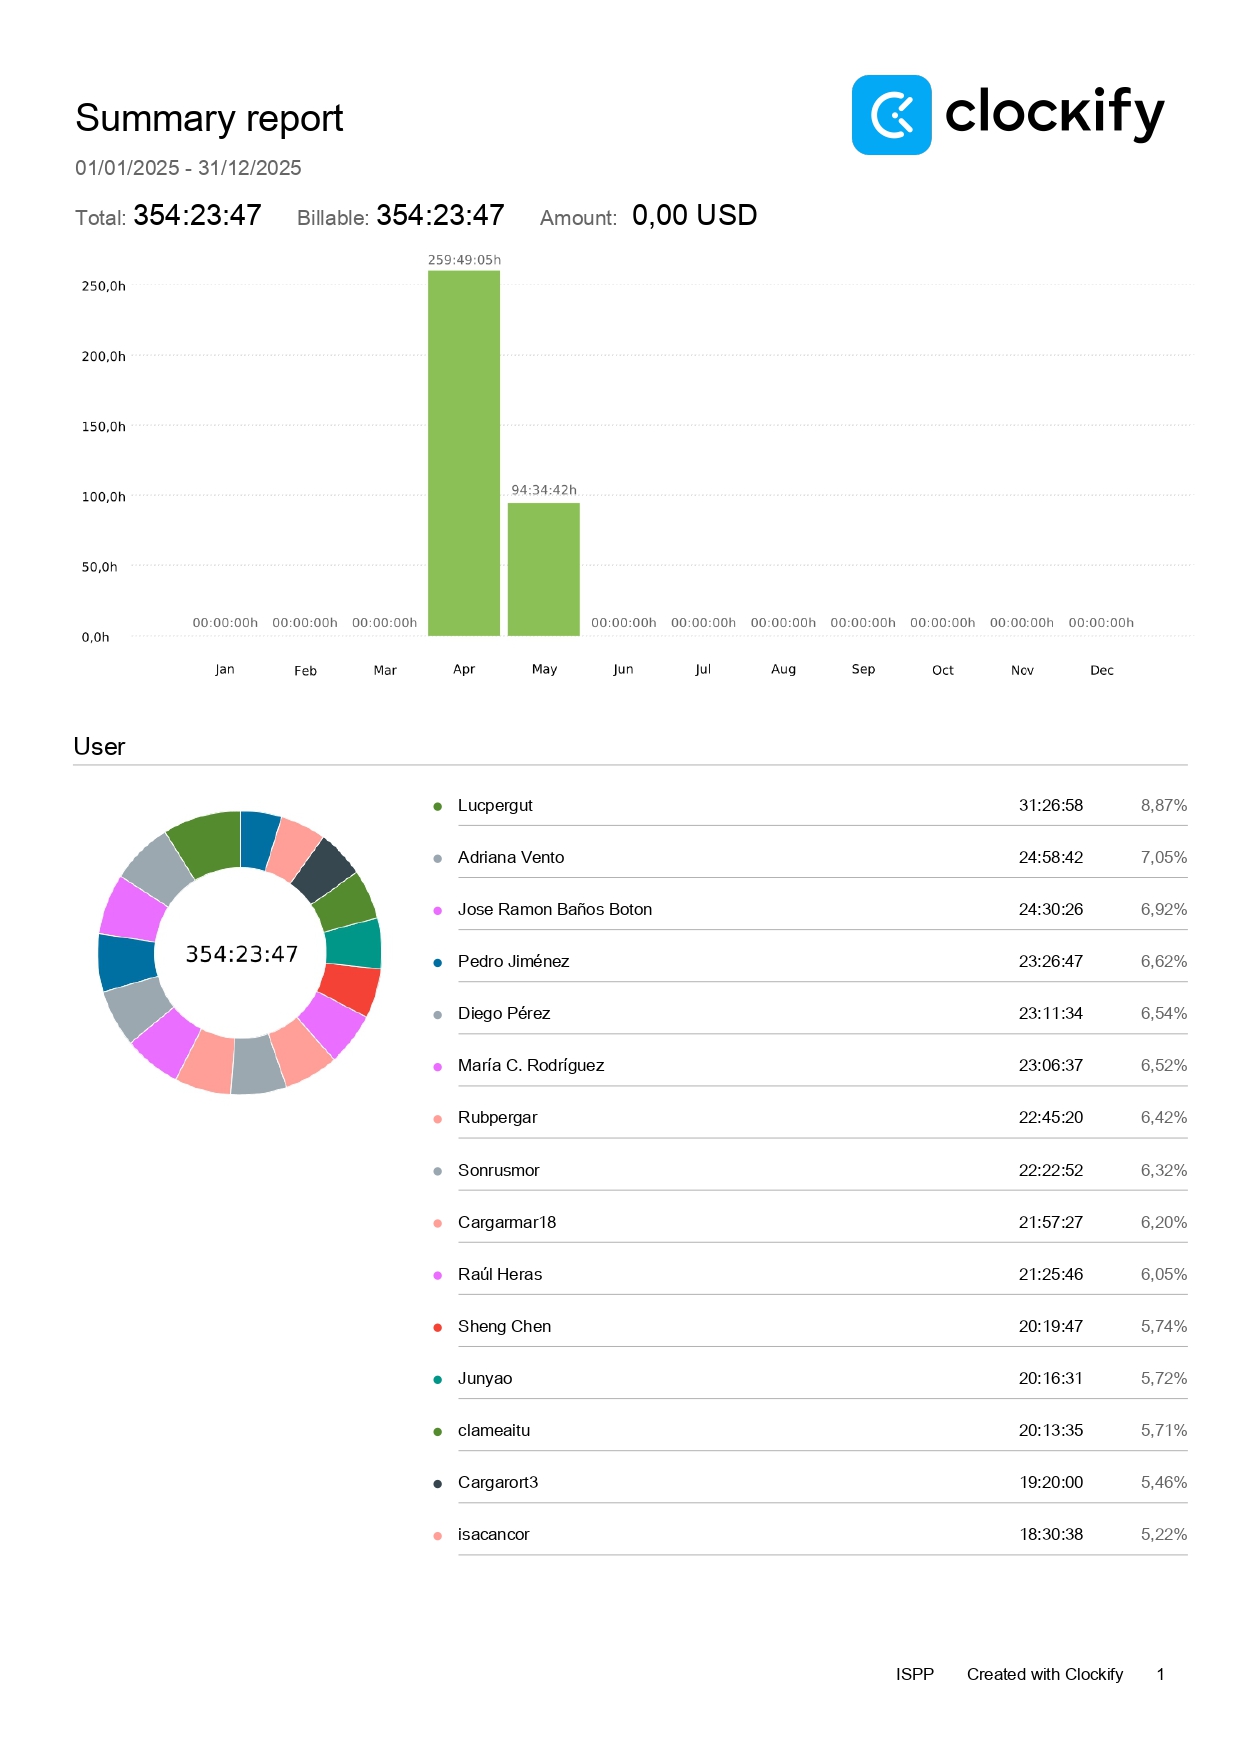 Summary report
clockify
01/01/2025 - 31/12/2025
Total: 354:23:47 Billable: 354:23:47 Amount: 0,00 USD
259:49:05h
250,0h
200,0h
150,0h
94:34:42h
100,0h
50,0h
00:00:00h 00:00:00h 00:00:00h 00:00:00h 00:00:00h 00:00:00h 00:00:00h 00:00:00h 00:00:00h 00:00:00h
0,0h
Jan Feb Mar Apr May Jun Jul Aug Sep Oct Nov Dec
User
354:23:47
Lucpergut 31:26:58 8,87%
Adriana Vento 24:58:42 7,05%
Jose Ramon Baños Boton 24:30:26 6,92%
Pedro Jiménez 23:26:47 6,62%
Diego Pérez 23:11:34 6,54%
María C. Rodríguez 23:06:37 6,52%
Rubpergar 22:45:20 6,42%
Sonrusmor 22:22:52 6,32%
Cargarmar18 21:57:27 6,20%
Raúl Heras 21:25:46 6,05%
Sheng Chen 20:19:47 5,74%
Junyao 20:16:31 5,72%
clameaitu 20:13:35 5,71%
Cargarort3 19:20:00 5,46%
isacancor 18:30:38 5,22%
ISPP Created with Clockify 1